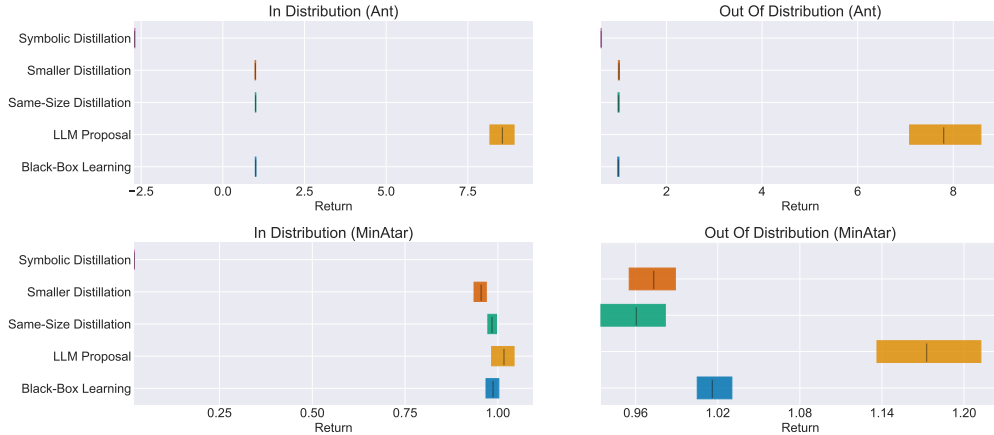 In Distribution (Ant)
Out Of Distribution (Ant)
Symbolic Distillation
Smaller Distillation
Same-Size Distillation
LLM Proposal
Black-Box Learning
−2.5 0.0 2.5 5.0 7.5
2 4 6 8
Return
Return
In Distribution (MinAtar)
Out Of Distribution (MinAtar)
Symbolic Distillation
Smaller Distillation
Same-Size Distillation
LLM Proposal
Black-Box Learning
0.25 0.50 0.75 1.00
0.96 1.02 1.08 1.14 1.20
Return
Return